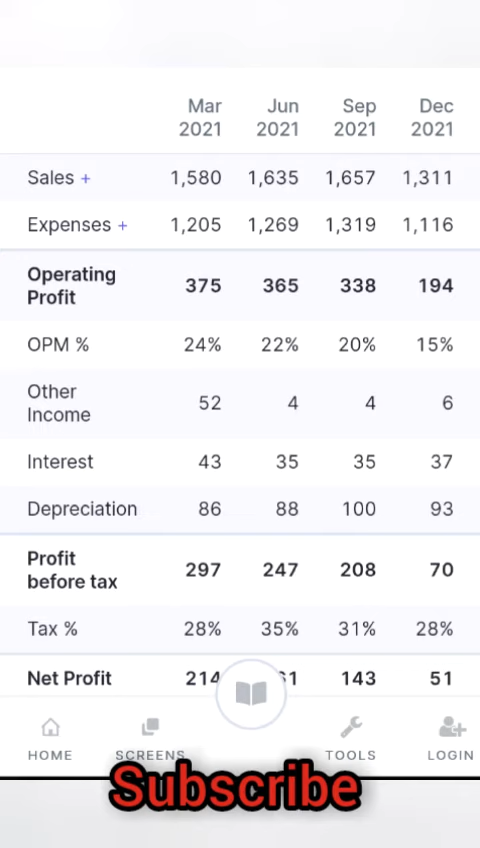 Mar Jun Sep Dec
2021 2021 2021 2021
Sales + 1,580 1,635 1,657 1,311
Expenses + 1,205 1,269 1,319 1,116
Operating
Profit 375 365 338 194
OPM % 24% 22% 20% 15%
Other
Income 52 4 4 6
Interest 43 35 35 37
Depreciation 86 88 100 93
Profit
before tax 297 247 208 70
Tax % 28% 35% 31% 28%
Net Profit 214 143 51
HOME SCREENS TOOLS LOGIN
Subscribe